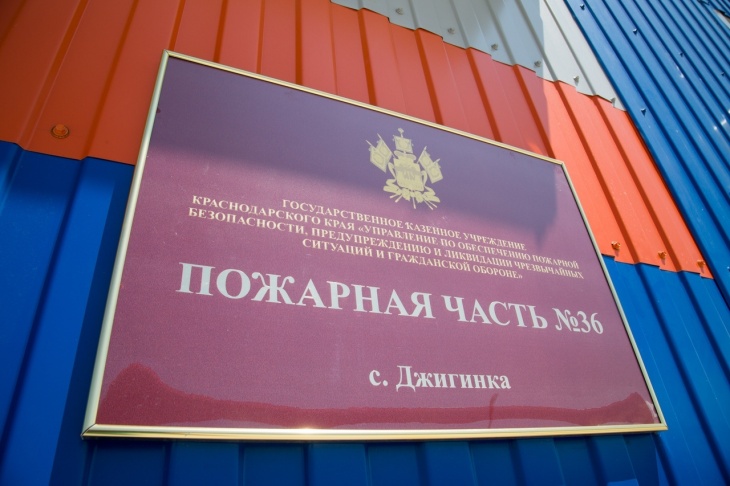 ГОСУДАРСТВЕННОЕ КАЗЕННОЕ УЧРЕЖДЕНИЕ
КРАСНОДАРСКОГО КРАЯ «УПРАВЛЕНИЕ ПО ОБЕСПЕЧЕНИЮ ПОЖАРНОЙ
БЕЗОПАСНОСТИ, ПРЕДУПРЕЖДЕНИЮ И ЛИКВИДАЦИИ ЧРЕЗВЫЧАЙНЫХ
СИТУАЦИЙ И ГРАЖДАНСКОЙ ОБОРОНЕ»
ПОЖАРНАЯ ЧАСТЬ №36
с. Джигинка